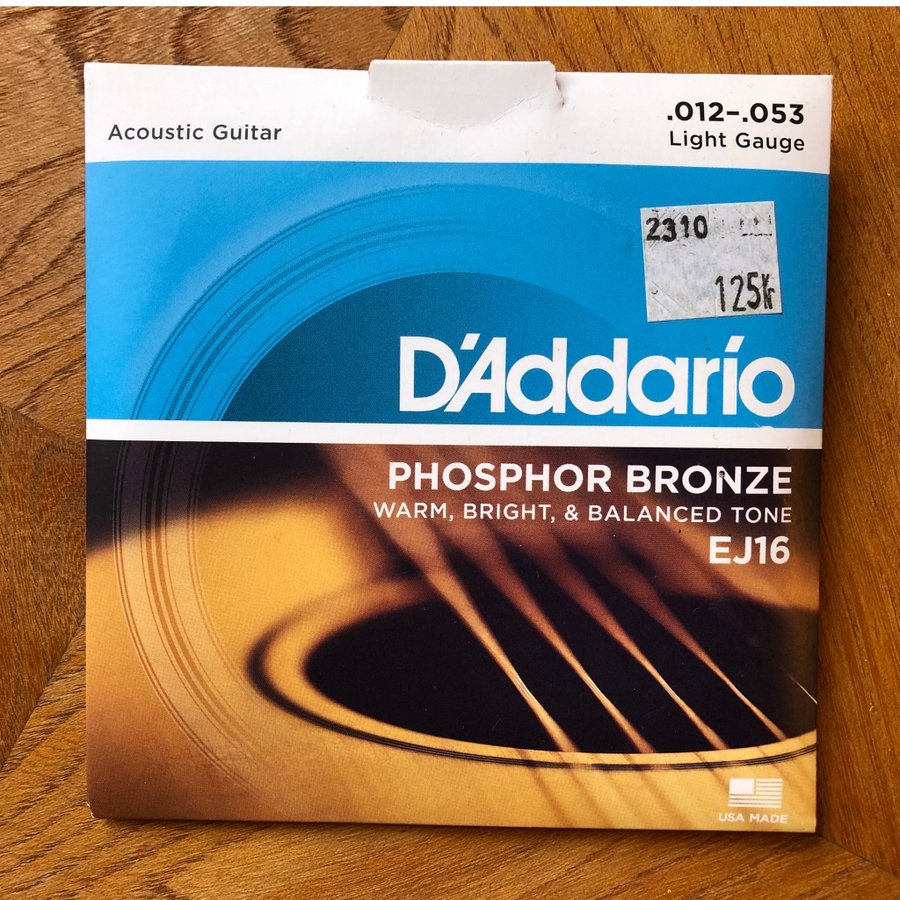 Acoustic Guitar
.012–.053
Light Gauge
2310
125Kr
D'Addario
PHOSPHOR BRONZE
WARM, BRIGHT, & BALANCED TONE
EJ16
USA MADE